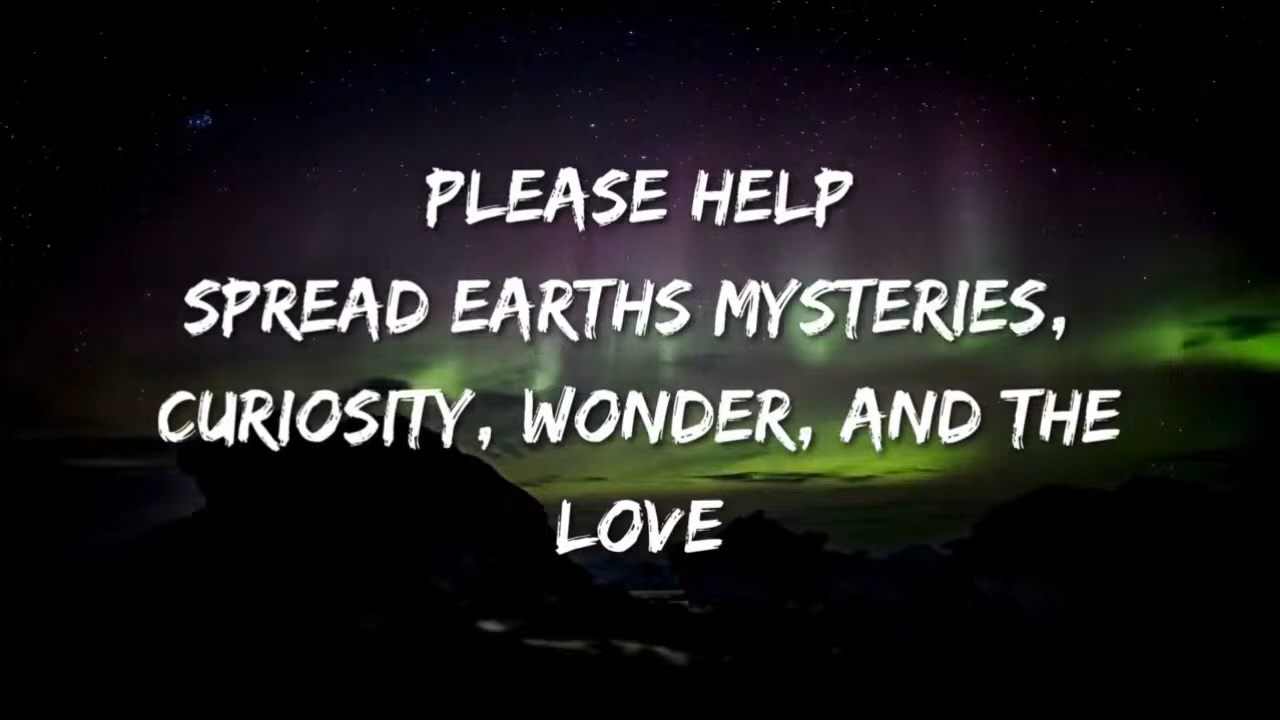 PLEASE HELP
SPREAD EARTHS MYSTERIES,
CURIOSITY, WONDER, AND THE
LOVE